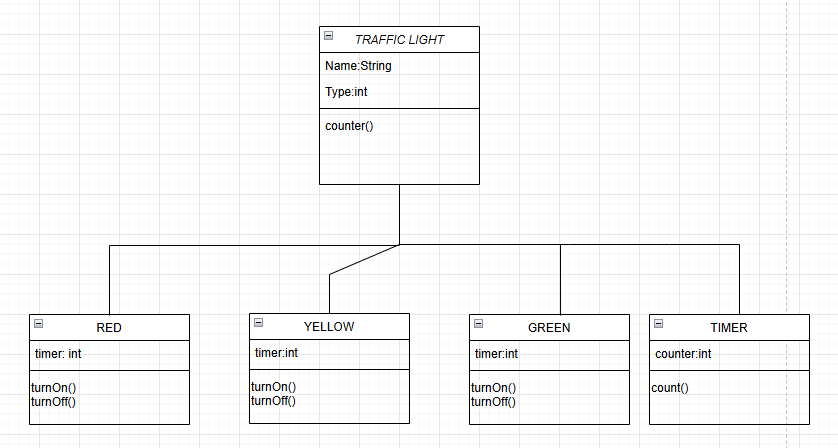 TRAFFIC LIGHT
Name:String
Type:int
counter()
RED
timer: int
turnOn()
turnOff()
YELLOW
timer:int
turnOn()
turnOff()
GREEN
timer:int
turnOn()
turnOff()
TIMER
counter:int
count()